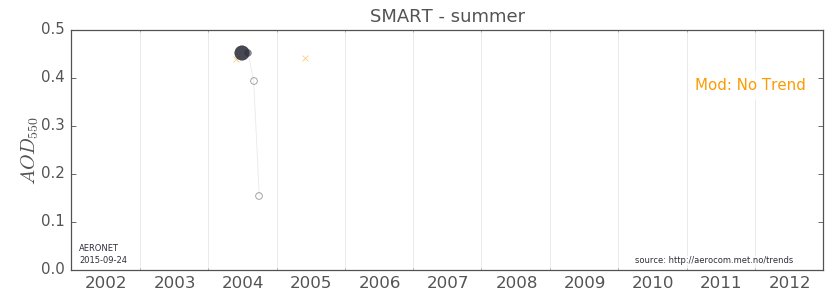 SMART - summer
0.5
0.4
0.3
0.2
0.1
0.0
AOD550
Mod: No Trend
AERONET
2015-09-24
source: http://aerocom.met.no/trends
2002 2003 2004 2005 2006 2007 2008 2009 2010 2011 2012